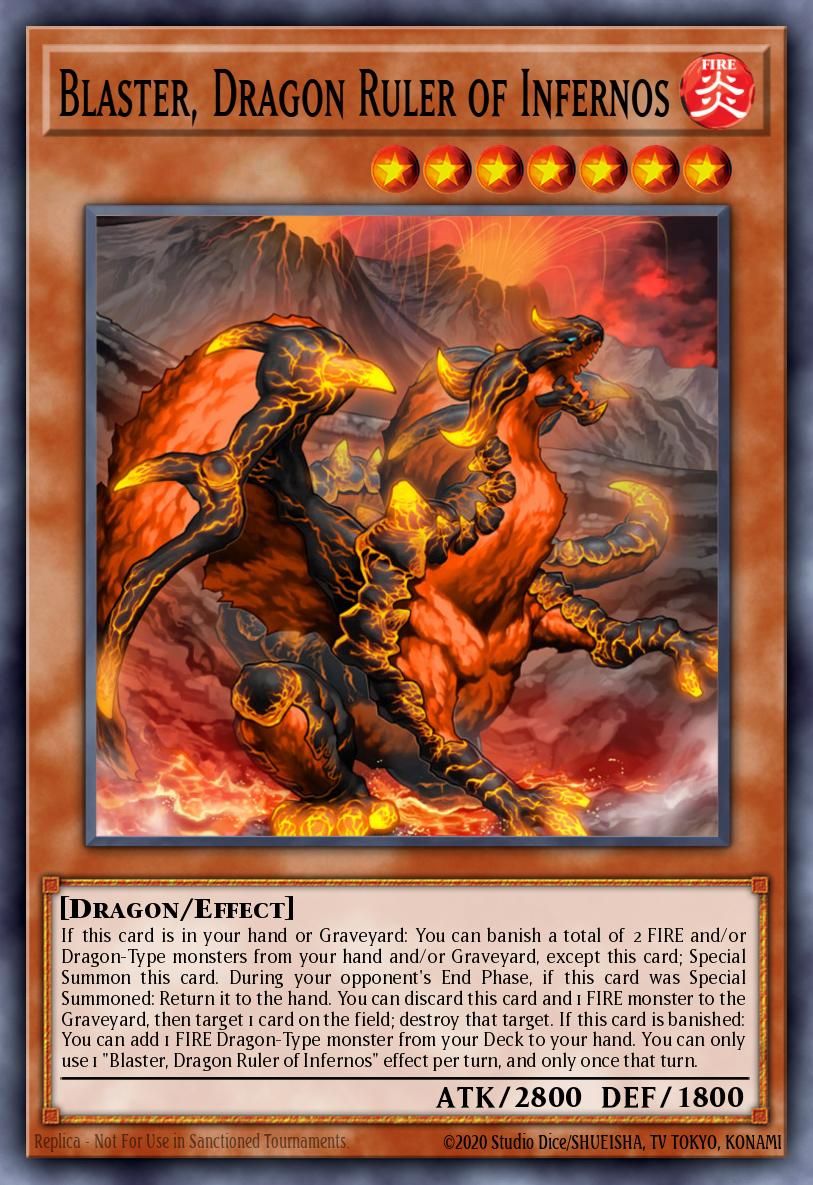 Blaster, Dragon Ruler of Infernos
FIRE
炎
[Dragon/Effect]
If this card is in your hand or Graveyard: You can banish a total of 2 FIRE and/or
Dragon-Type monsters from your hand and/or Graveyard, except this card; Special
Summon this card. During your opponent's End Phase, if this card was Special
Summoned: Return it to the hand. You can discard this card and 1 FIRE monster to the
Graveyard, then target 1 card on the field; destroy that target. If this card is banished:
You can add 1 FIRE Dragon-Type monster from your Deck to your hand. You can only
use 1 "Blaster, Dragon Ruler of Infernos" effect per turn, and only once that turn.
ATK/2800 DEF/1800
Replica - Not For Use in Sanctioned Tournaments.
©2020 Studio Dice/SHUEISHA, TV TOKYO, KONAMI